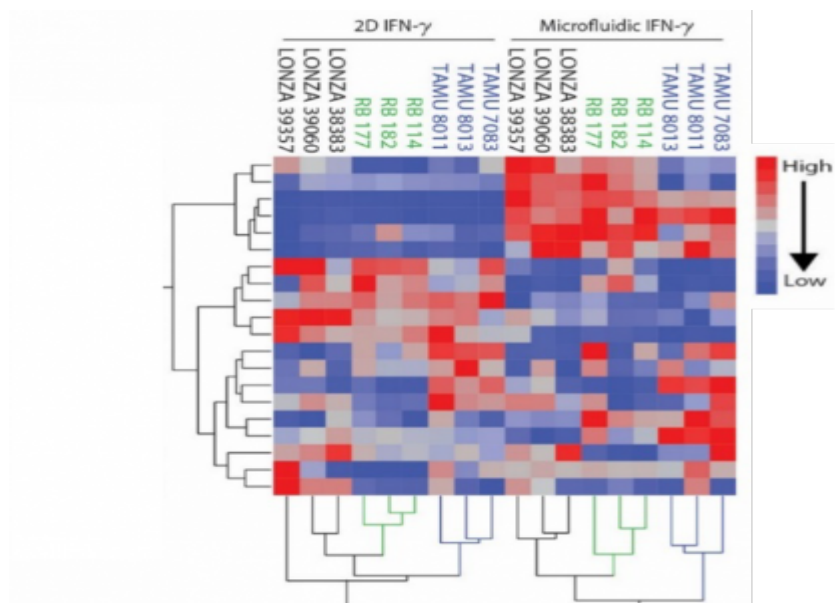 2D IFN-γ
Microfluidic IFN-γ
LONZA 39357
LONZA 39060
LONZA 38383
RB 177
RB 182
RB 114
TAMU 8011
TAMU 8013
TAMU 7083
LONZA 39357
LONZA 39060
LONZA 38383
RB 177
RB 182
RB 114
TAMU 8013
TAMU 8011
TAMU 7083
High
Low